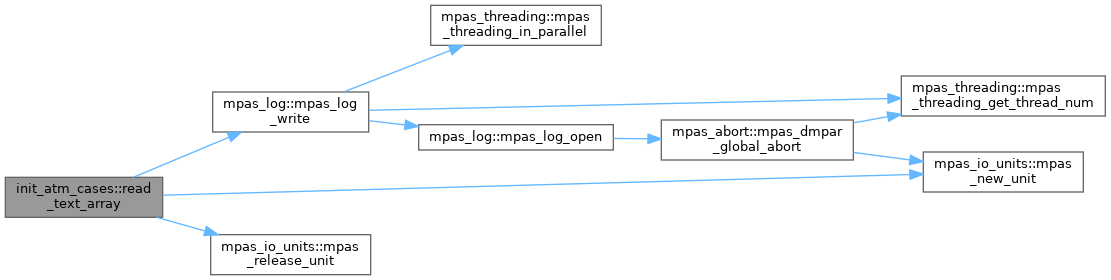 mpas_threading::mpas
_threading_in_parallel
mpas_log::mpas_log
_write
mpas_threading::mpas
_threading_get_thread_num
mpas_log::mpas_log_open
mpas_abort::mpas_dmpar
_global_abort
mpas_io_units::mpas
_new_unit
init_atm_cases::read
_text_array
mpas_io_units::mpas
_release_unit